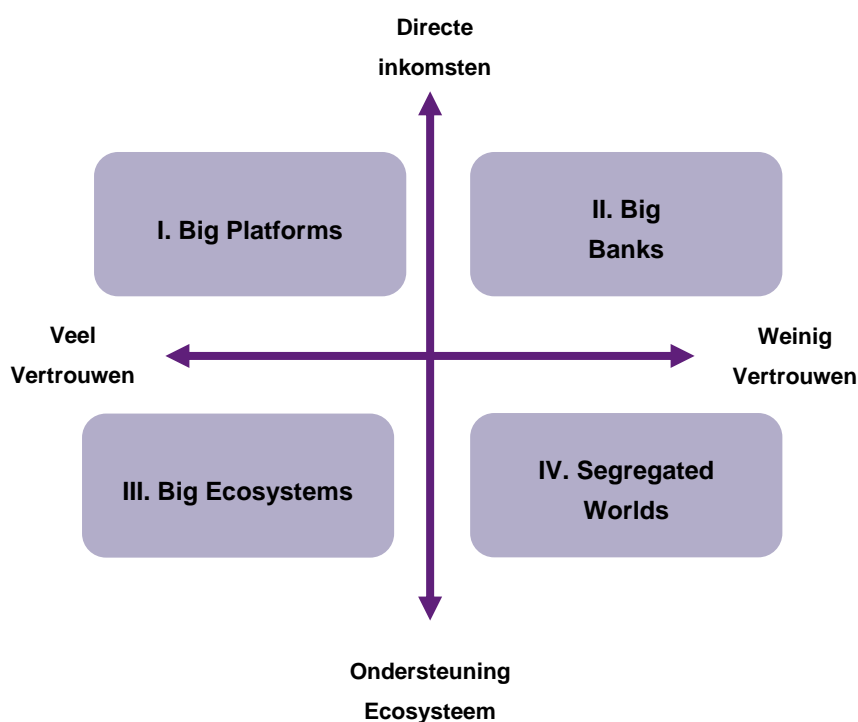 Directe
inkomsten
I. Big Platforms
II. Big
Banks
Veel
Vertrouwen
Weinig
Vertrouwen
III. Big Ecosystems
IV. Segregated
Worlds
Ondersteuning
Ecosysteem